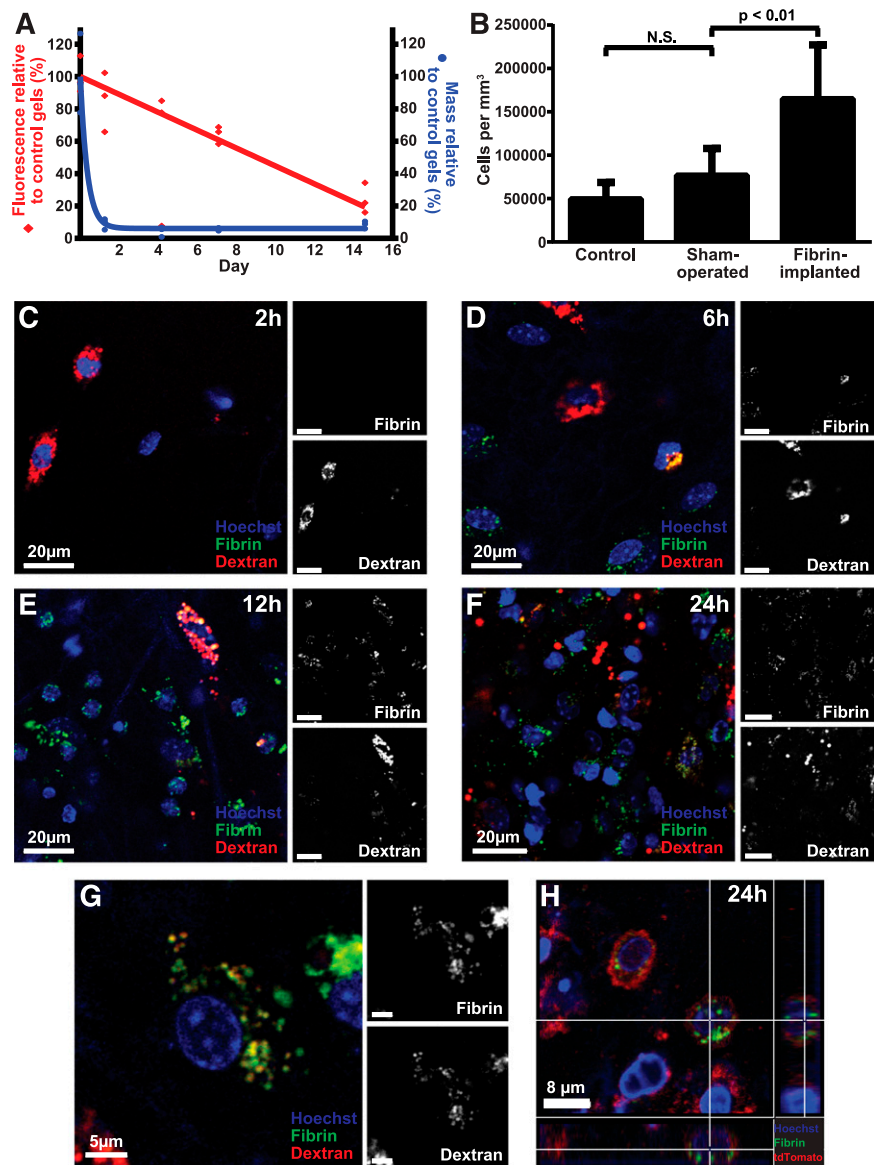 A
Fluorescence relative
to control gels (%)
120
100
80
60
40
20
0
2
4
6
8
10
12
14
16
Day
120
100
80
60
40
20
0
Mass relative
to control gels (%)
B
p < 0.01
N.S.
Cells per mm³
250000
200000
150000
100000
50000
0
Control
Sham-
operated
Fibrin-
implanted
C
2h
Hoechst
Fibrin
Dextran
20µm
Fibrin
Dextran
D
6h
Hoechst
Fibrin
Dextran
20µm
Fibrin
Dextran
E
12h
Hoechst
Fibrin
Dextran
20µm
Fibrin
Dextran
F
24h
Hoechst
Fibrin
Dextran
20µm
Fibrin
Dextran
G
Hoechst
Fibrin
Dextran
5µm
Fibrin
Dextran
H
24h
8 µm
Hoechst
Fibrin
tdTomato